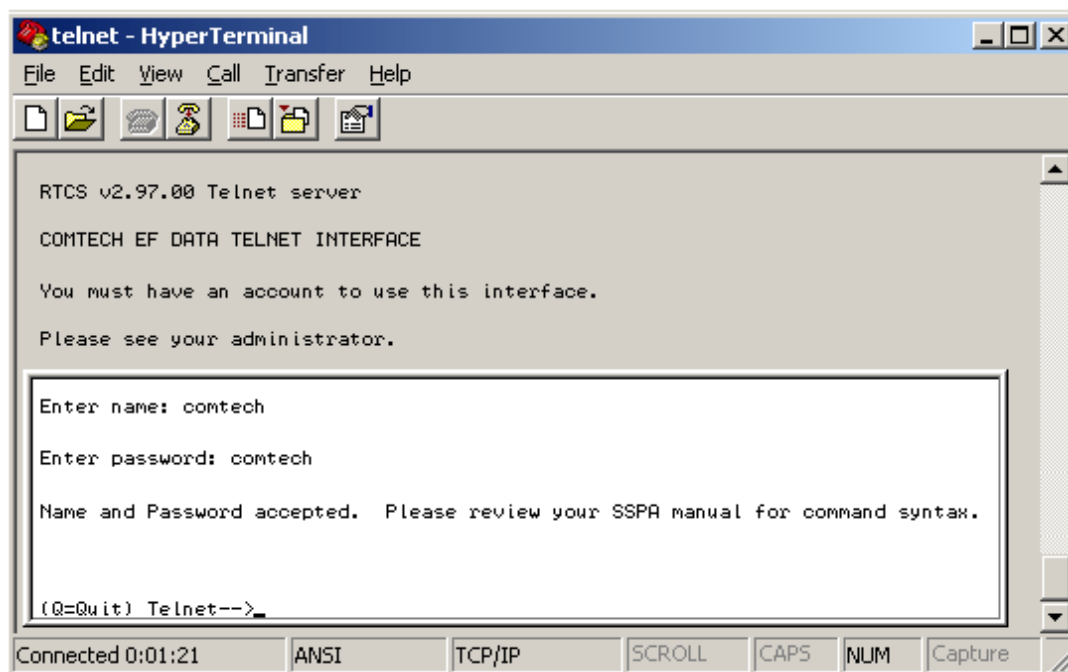 telnet - HyperTerminal
File Edit View Call Transfer Help
RTCS v2.97.00 Telnet server
COMTECH EF DATA TELNET INTERFACE
You must have an account to use this interface.
Please see your administrator.
Enter name: comtech
Enter password: comtech
Name and Password accepted.  Please review your SSPA manual for command syntax.
(Q=Quit) Telnet-->_
Connected 0:01:21 ANSI TCP/IP SCROLL CAPS NUM Capture